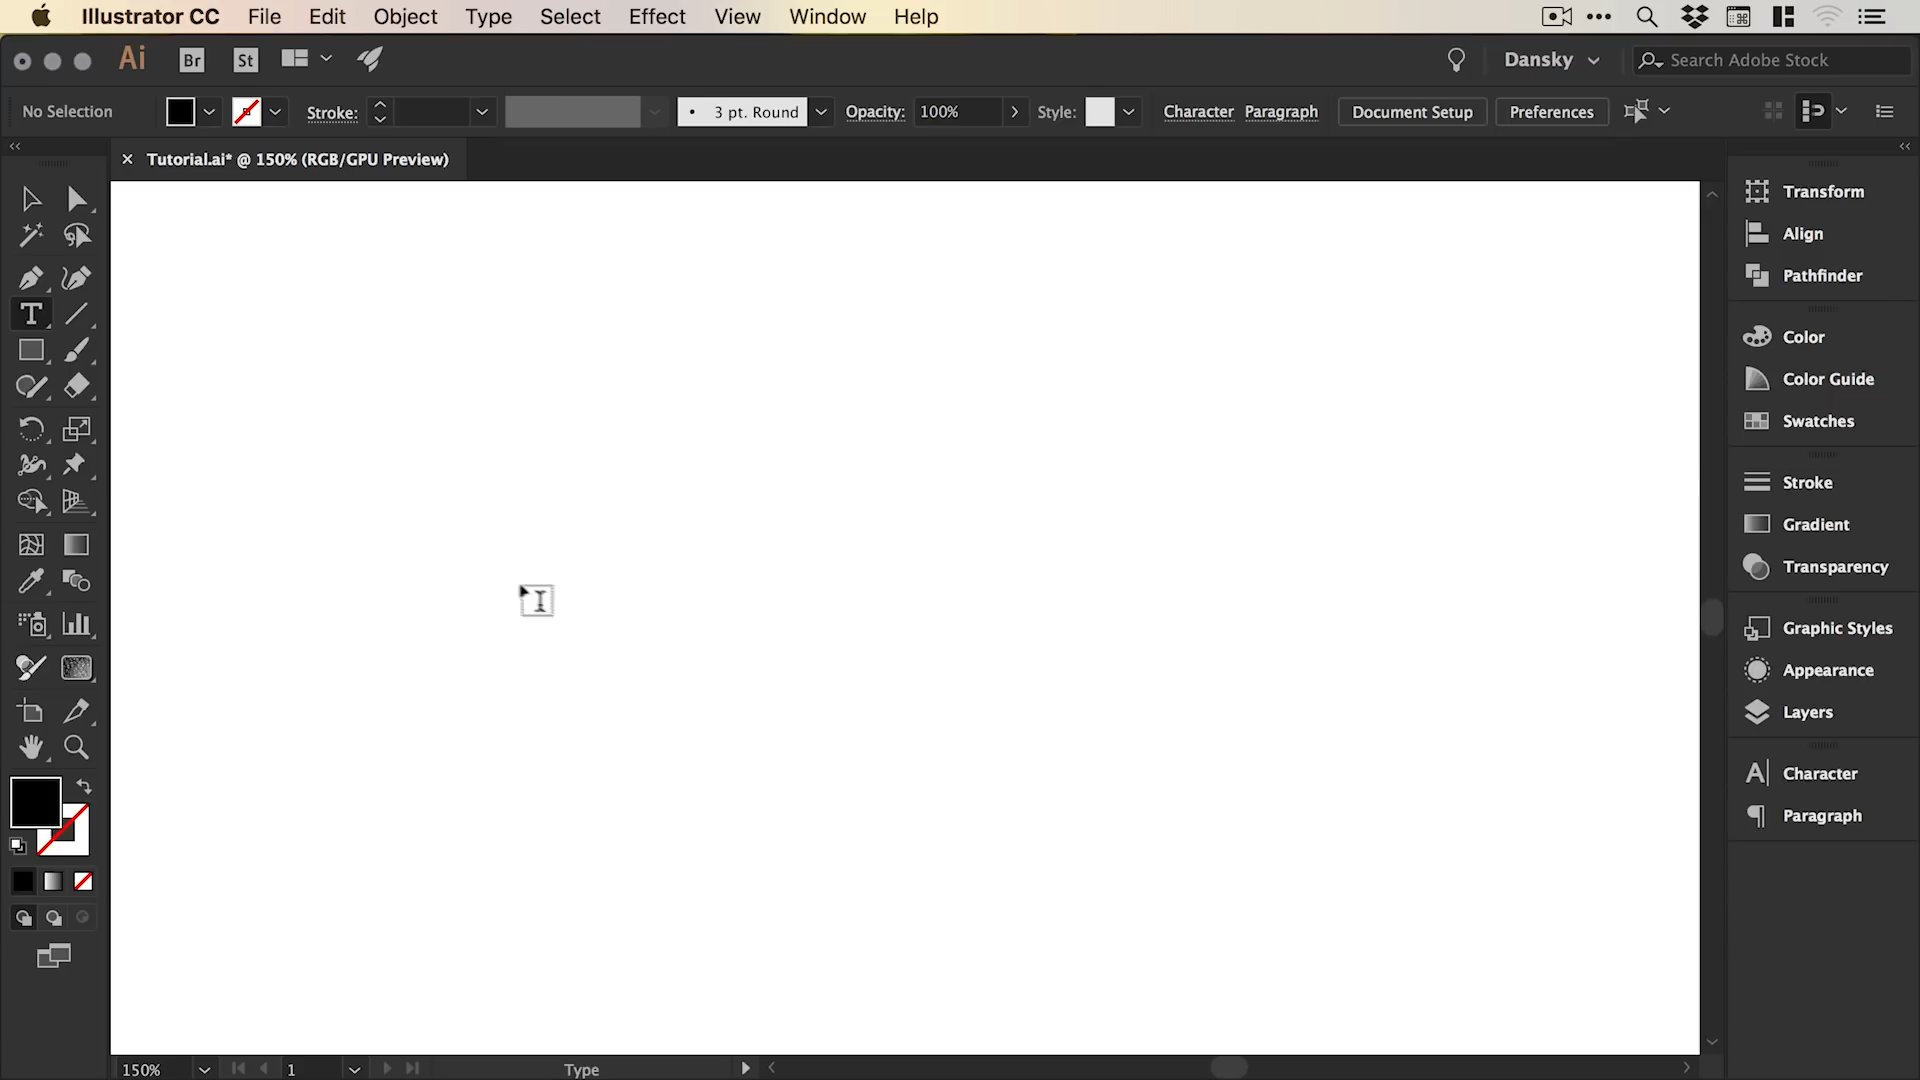 Illustrator CC File Edit Object Type Select Effect View Window Help
Ai Br St Dansky Search Adobe Stock
No Selection Stroke: 3 pt. Round Opacity: 100% Style: Character Paragraph Document Setup Preferences
Tutorial.ai* @ 150% (RGB/GPU Preview)
Transform
Align
Pathfinder
Color
Color Guide
Swatches
Stroke
Gradient
Transparency
Graphic Styles
Appearance
Layers
Character
Paragraph
150% 1 Type